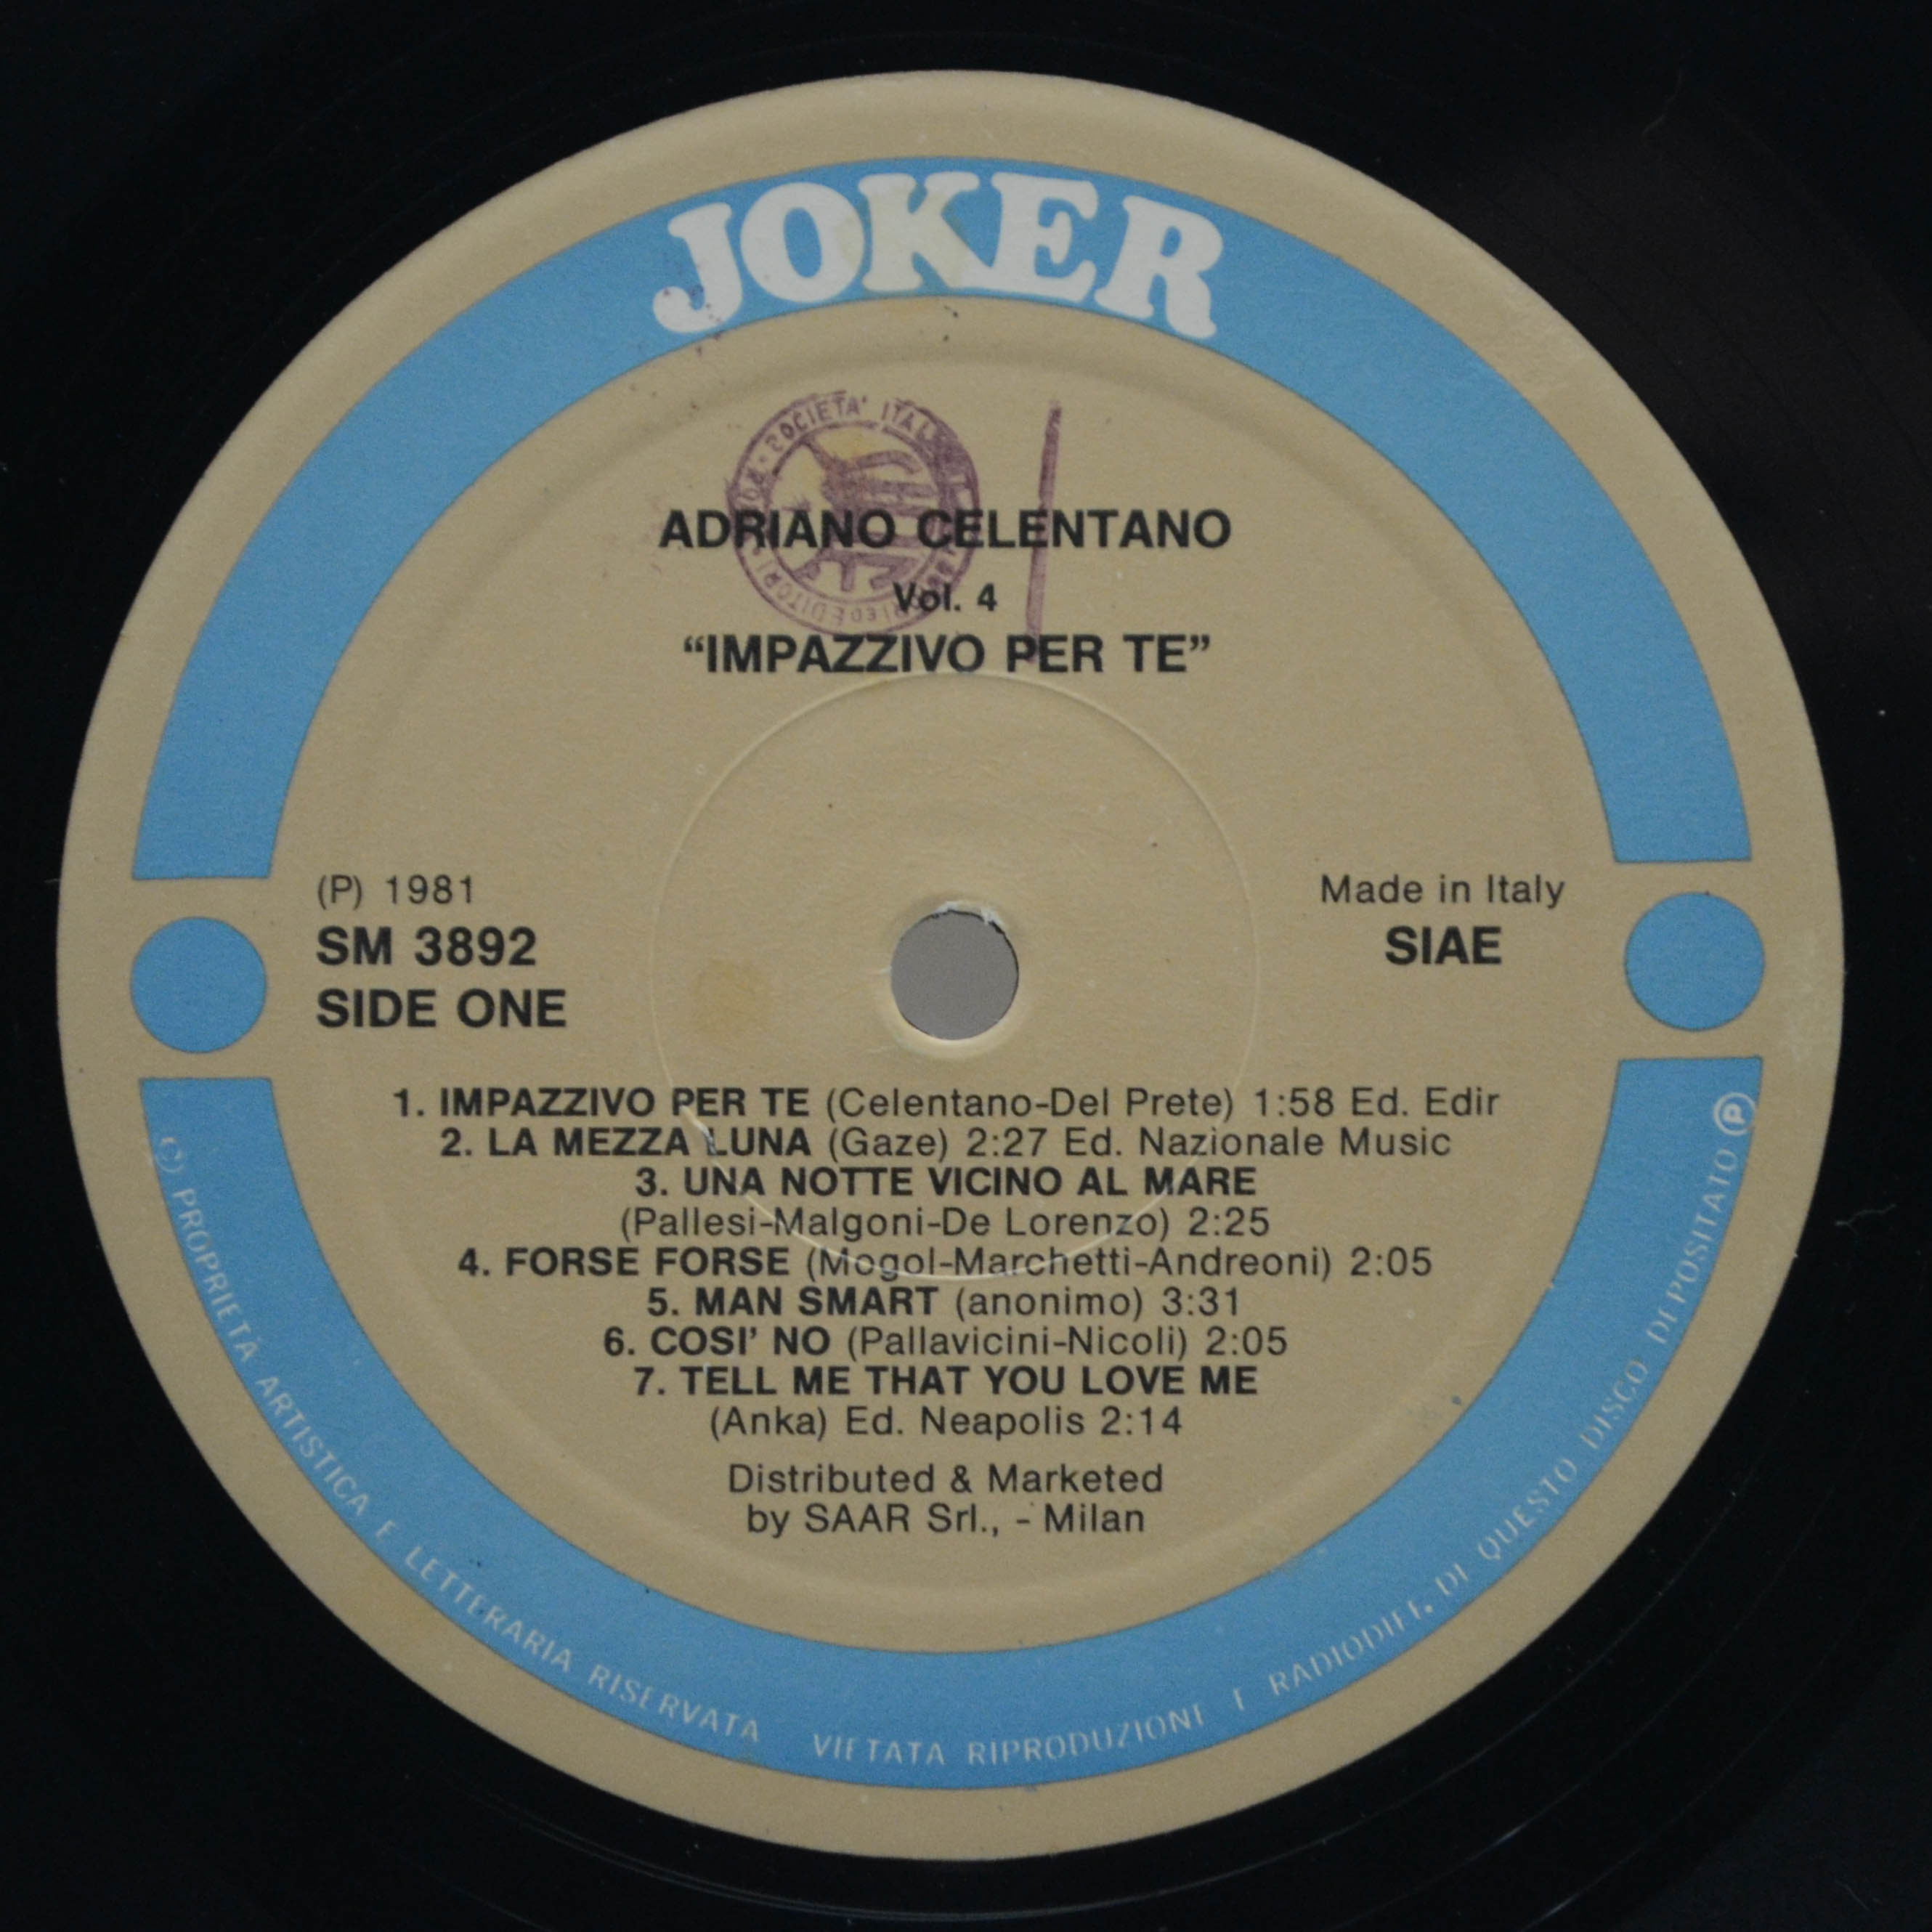 JOKER
SOCIETA' ITAL
ADRIANO CELENTANO
Vol. 4
“IMPAZZIVO PER TE”
(P) 1981
SM 3892
SIDE ONE
Made in Italy
SIAE
1. IMPAZZIVO PER TE (Celentano-Del Prete) 1:58 Ed. Edir
2. LA MEZZA LUNA (Gaze) 2:27 Ed. Nazionale Music
3. UNA NOTTE VICINO AL MARE
(Pallesi-Malgoni-De Lorenzo) 2:25
4. FORSE FORSE (Mogol-Marchetti-Andreoni) 2:05
5. MAN SMART (anonimo) 3:31
6. COSI' NO (Pallavicini-Nicoli) 2:05
7. TELL ME THAT YOU LOVE ME
(Anka) Ed. Neapolis 2:14
Distributed & Marketed
by SAAR Srl., - Milan
© PROPRIETÀ ARTISTICA E LETTERARIA RISERVATA VIETATA RIPRODUZIONE E RADIODIFF. DI QUESTO DISCO DEPOSITATO ℗